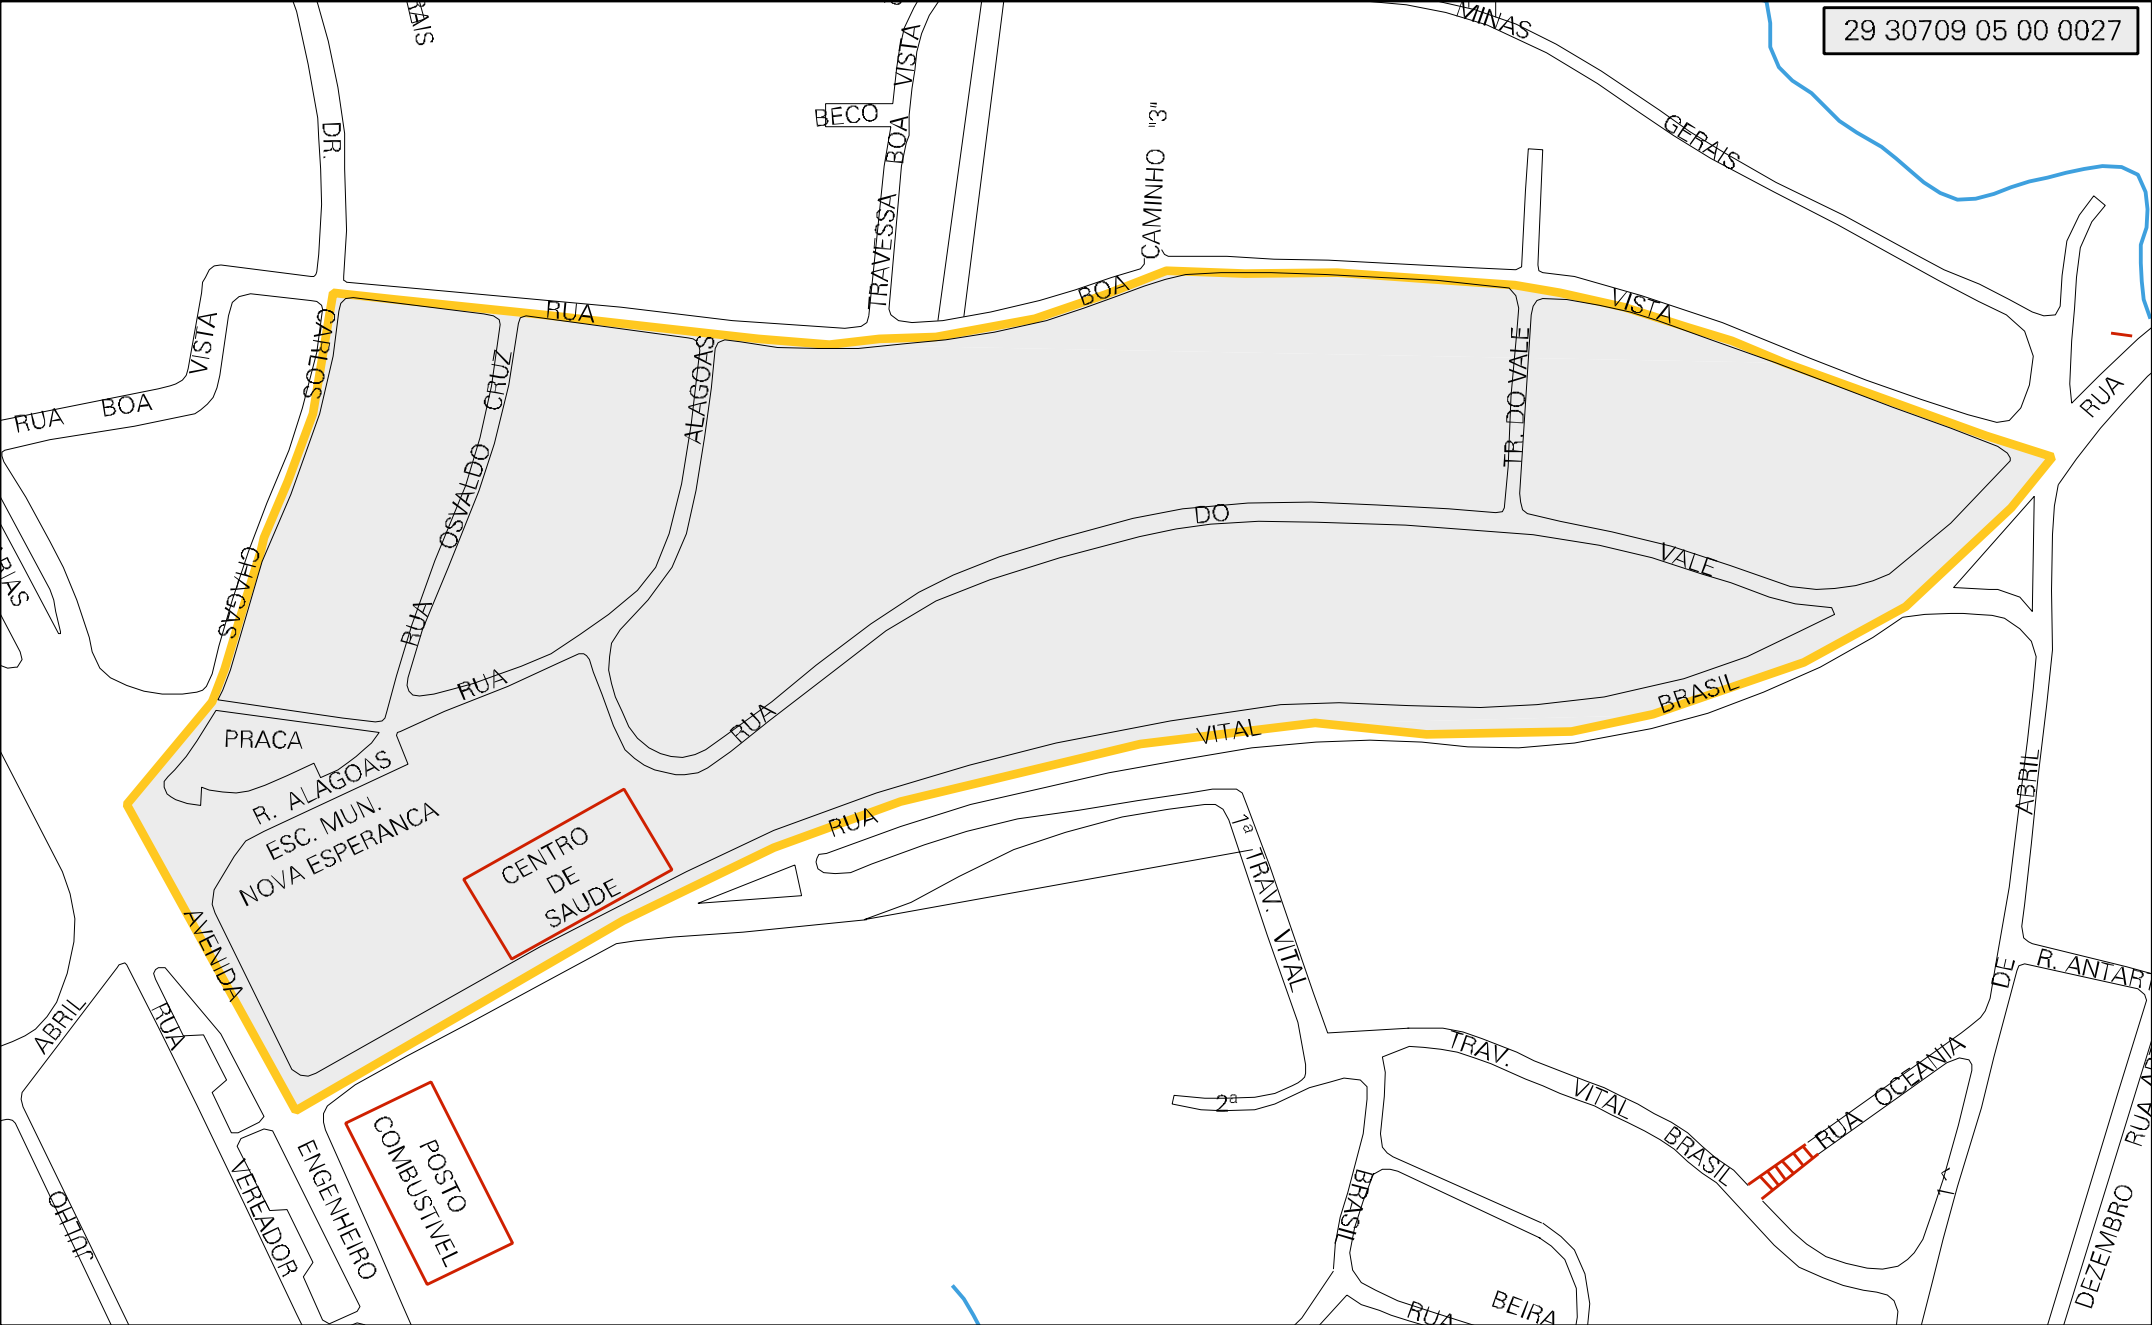 29 30709 05 00 0027
MINAS
GERAIS
DR.
CARLOS
CHAGAS
BECO
TRAVESSA BOA VISTA
CAMINHO "3"
RUA BOA VISTA
RUA BOA VISTA
RUA
RUA OSVALDO CRUZ
ALAGOAS
RUA
TR. DO VALE
RUA DO VALE
PRACA
R. ALAGOAS
ESC. MUN.
NOVA ESPERANCA
CENTRO
DE
SAUDE
RUA VITAL BRASIL
AVENIDA
ENGENHEIRO
ABRIL
RUA
VEREADOR
JULHO
POSTO
COMBUSTIVEL
1ª TRAV. VITAL
BRASIL
2ª
TRAV. VITAL BRASIL
RUA OCEANIA
ABRIL
DE
R. ANTART
RUA
DEZEMBRO
RUA
BEIRA